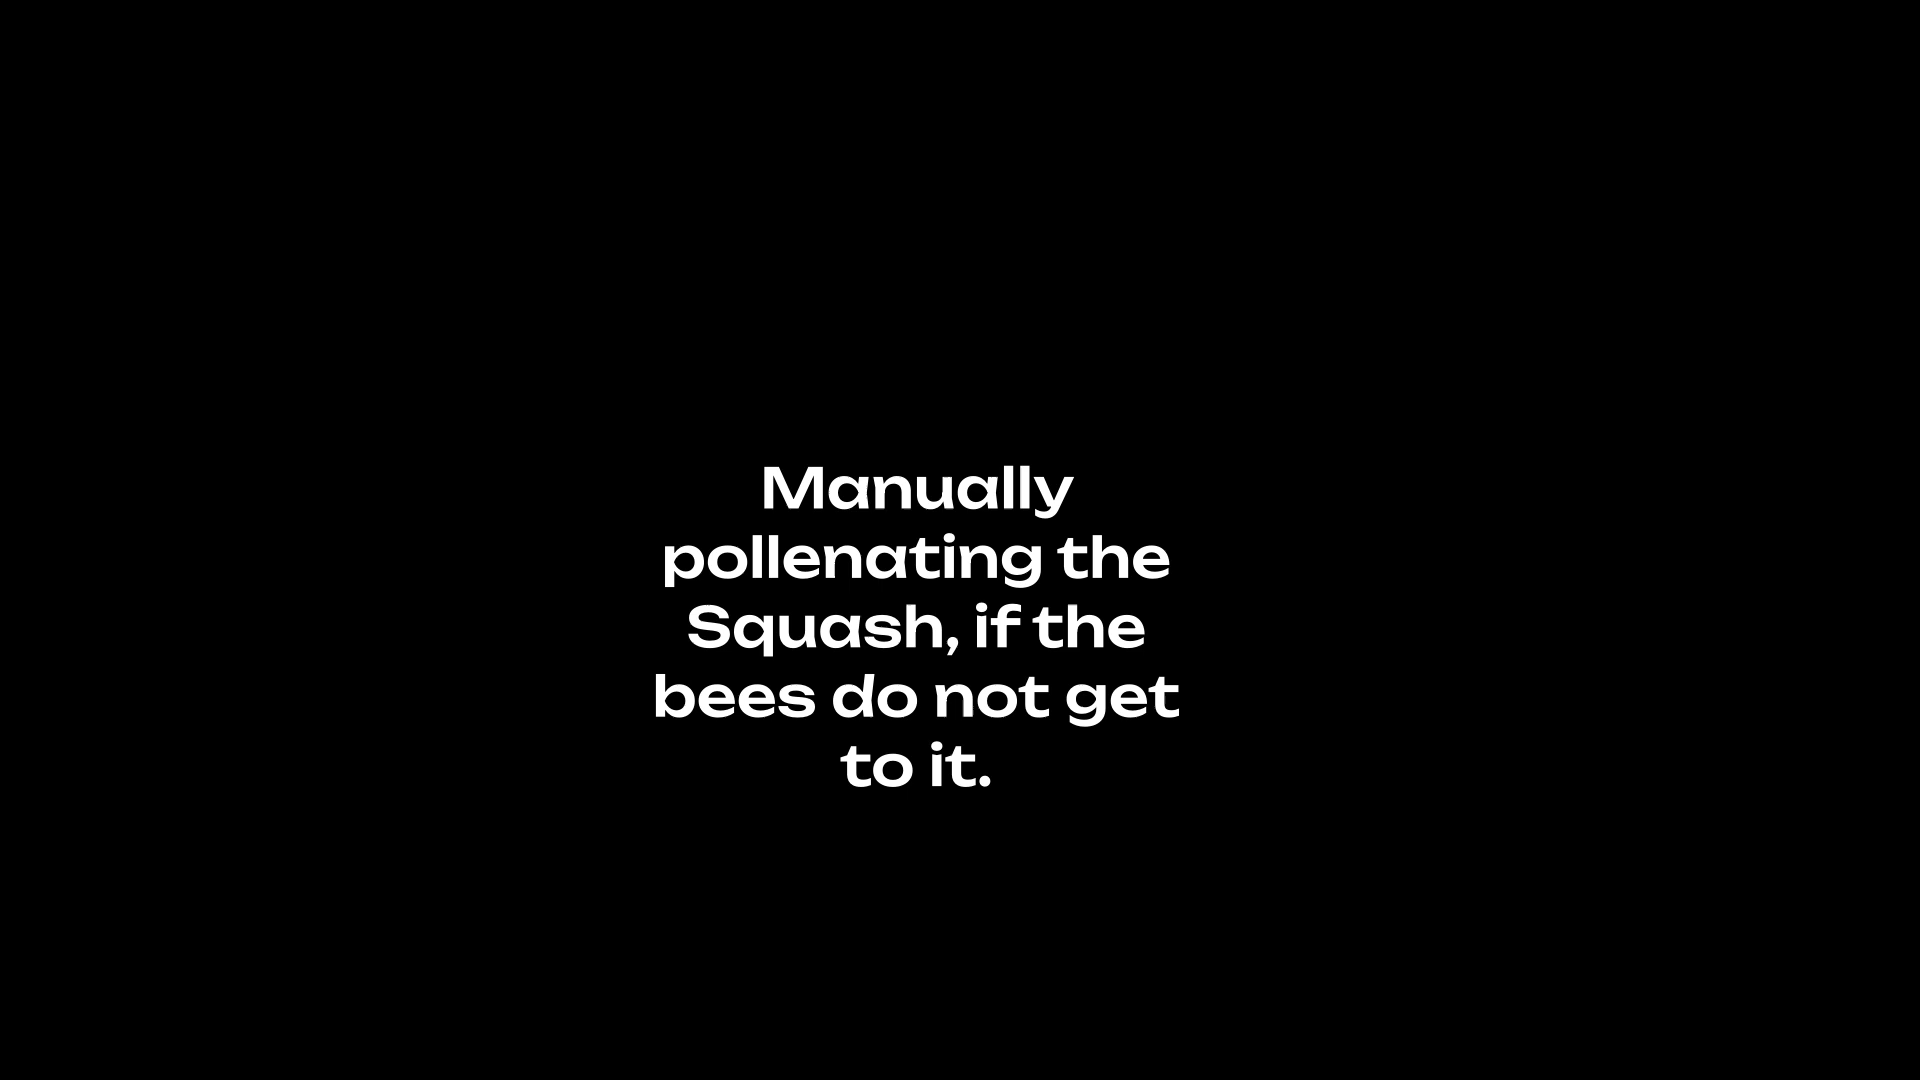 Manually
pollenating the
Squash, if the
bees do not get
to it.